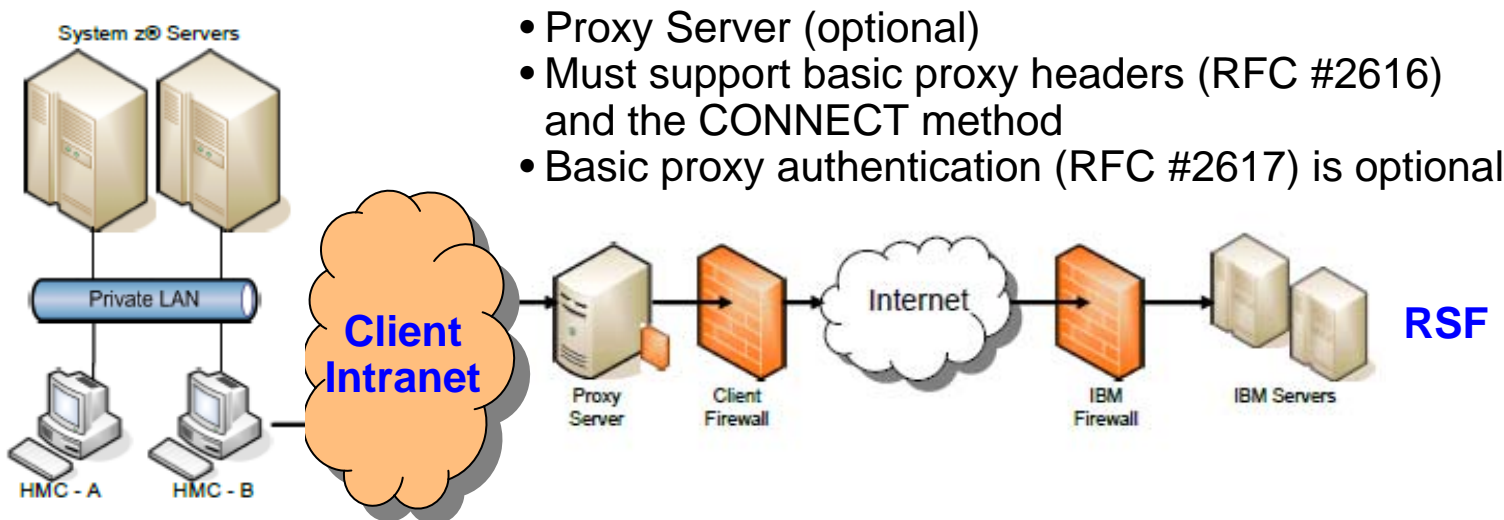 System z® Servers
• Proxy Server (optional)
• Must support basic proxy headers (RFC #2616)
and the CONNECT method
• Basic proxy authentication (RFC #2617) is optional
Private LAN
Client
Intranet
Internet
RSF
Proxy
Server
Client
Firewall
IBM
Firewall
IBM Servers
HMC - A
HMC - B